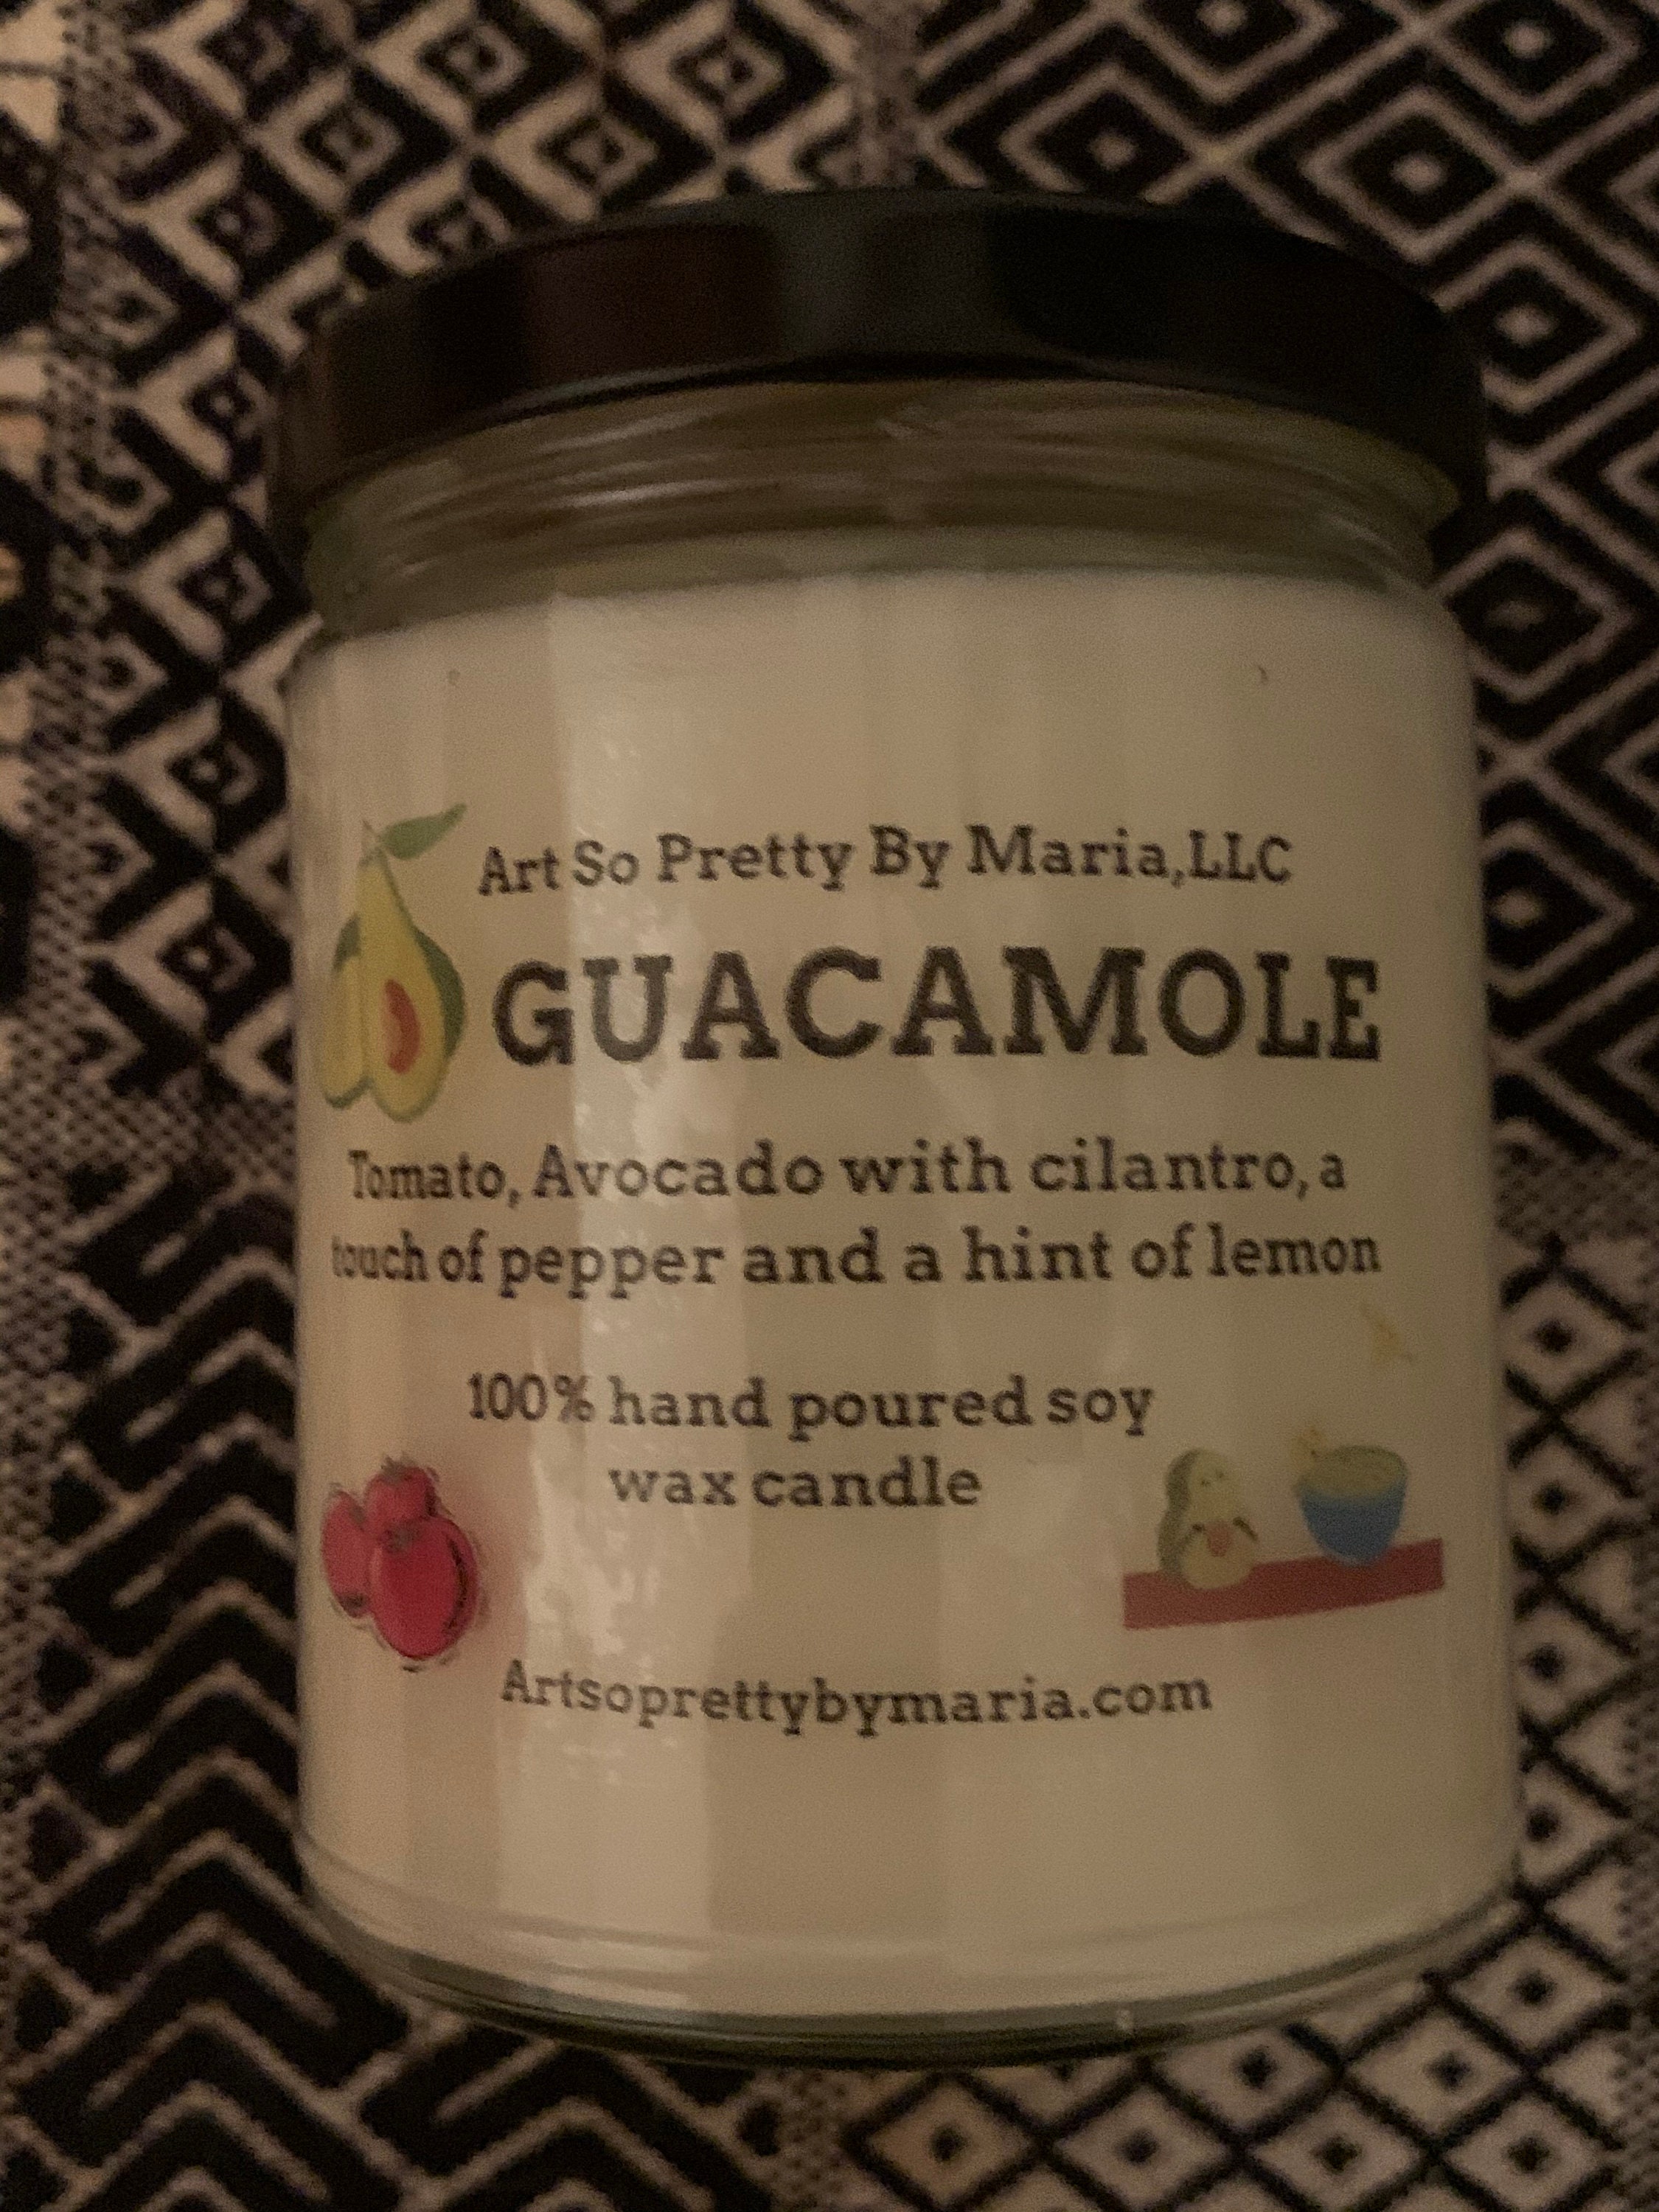 Art So Pretty By Maria,LLC
GUACAMOLE
Tomato, Avocado with cilantro, a
touch of pepper and a hint of lemon
100% hand poured soy
wax candle
Artsoprettybymaria.com